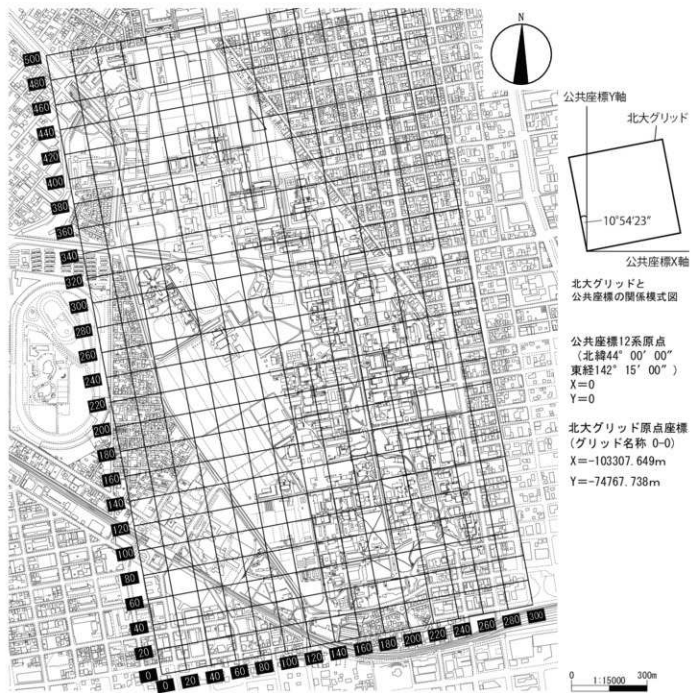 N
公共座標Y軸
北大グリッド
10°54′23″
公共座標X軸
北大グリッドと
公共座標の関係模式図
公共座標12系原点
(北緯44° 00′ 00″
東経142° 15′ 00″ )
X=0
Y=0
北大グリッド原点座標
(グリッド名称 0-0)
X=-103307.649m
Y=-74767.738m
0 300m
1:15000
500
480
460
440
420
400
380
360
340
320
300
280
260
240
220
200
180
160
140
120
100
80
60
40
20
0
0 20 40 60 80 100 120 140 160 180 200 220 240 260 280 300